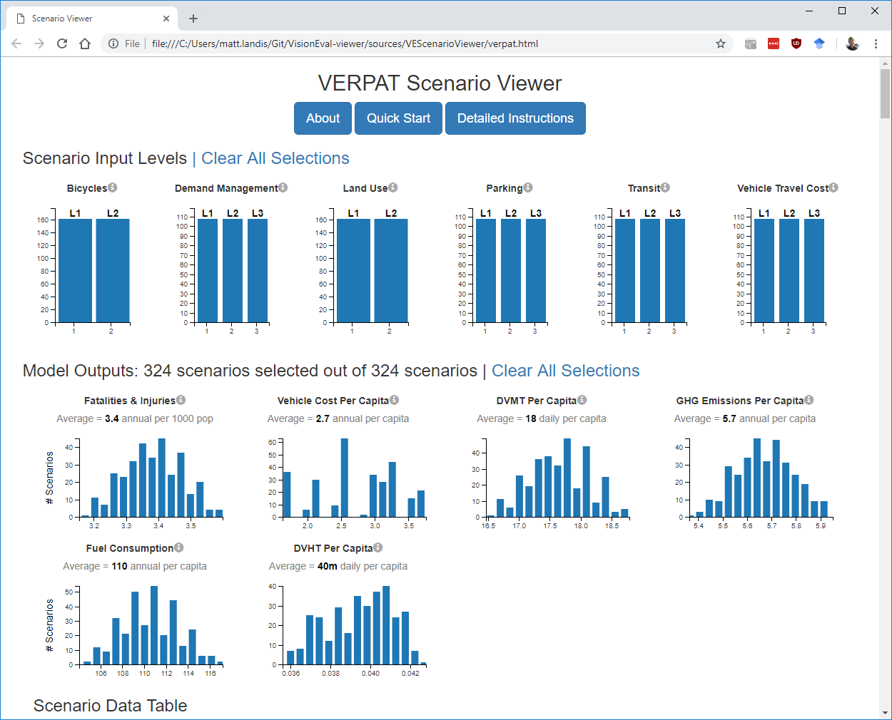 Scenario Viewer
File | file:///C:/Users/matt.landis/Git/VisionEval-viewer/sources/VEScenarioViewer/verpat.html
VERPAT Scenario Viewer
About Quick Start Detailed Instructions
Scenario Input Levels | Clear All Selections
Bicycles Demand Management Land Use Parking Transit Vehicle Travel Cost
L1 L2 L1 L2 L3 L1 L2 L1 L2 L3 L1 L2 L3 L1 L2 L3
160 140 120 100 80 60 40 20 0
110 100 90 80 70 60 50 40 30 20 10 0
160 140 120 100 80 60 40 20 0
110 100 90 80 70 60 50 40 30 20 10 0
110 100 90 80 70 60 50 40 30 20 10 0
110 100 90 80 70 60 50 40 30 20 10 0
1 2 1 2 3 1 2 1 2 3 1 2 3 1 2 3
Model Outputs: 324 scenarios selected out of 324 scenarios | Clear All Selections
Fatalities & Injuries Vehicle Cost Per Capita DVMT Per Capita GHG Emissions Per Capita
Average = 3.4 annual per 1000 pop Average = 2.7 annual per capita Average = 18 daily per capita Average = 5.7 annual per capita
# Scenarios
40 30 20 10 0
60 50 40 30 20 10 0
50 40 30 20 10 0
40 30 20 10 0
3.2 3.3 3.4 3.5 2.0 2.5 3.0 3.5 16.5 17.0 17.5 18.0 18.5 5.4 5.5 5.6 5.7 5.8 5.9
Fuel Consumption DVHT Per Capita
Average = 110 annual per capita Average = 40m daily per capita
# Scenarios
50 40 30 20 10 0
40 30 20 10 0
106 108 110 112 114 116 0.036 0.038 0.040 0.042
Scenario Data Table